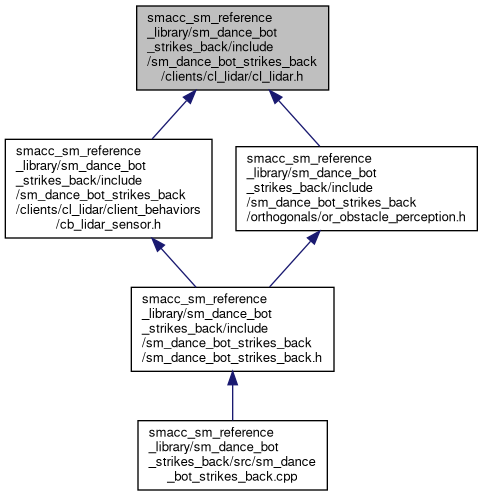 smacc_sm_reference
_library/sm_dance_bot
_strikes_back/include
/sm_dance_bot_strikes_back
/clients/cl_lidar/cl_lidar.h
smacc_sm_reference
_library/sm_dance_bot
_strikes_back/include
/sm_dance_bot_strikes_back
/clients/cl_lidar/client_behaviors
/cb_lidar_sensor.h
smacc_sm_reference
_library/sm_dance_bot
_strikes_back/include
/sm_dance_bot_strikes_back
/orthogonals/or_obstacle_perception.h
smacc_sm_reference
_library/sm_dance_bot
_strikes_back/include
/sm_dance_bot_strikes_back
/sm_dance_bot_strikes_back.h
smacc_sm_reference
_library/sm_dance_bot
_strikes_back/src/sm_dance
_bot_strikes_back.cpp